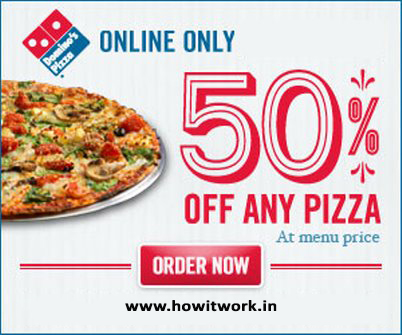 Domino's
Pizza
ONLINE ONLY
50%
OFF ANY PIZZA
At menu price
ORDER NOW
www.howitwork.in